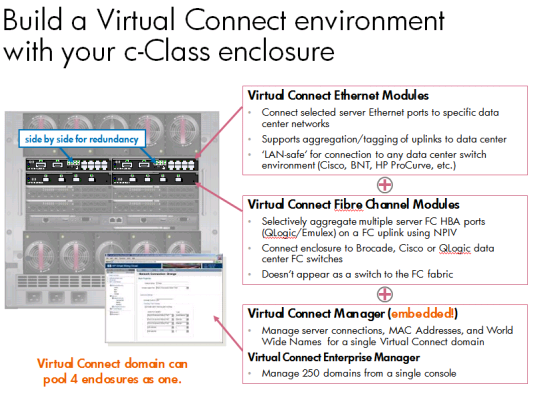 Build a Virtual Connect environment
with your c-Class enclosure
side by side for redundancy
Virtual Connect Ethernet Modules
• Connect selected server Ethernet ports to specific data
center networks
• Supports aggregation/tagging of uplinks to data center
• ‘LAN-safe’ for connection to any data center switch
environment (Cisco, BNT, HP ProCurve, etc.)
Virtual Connect Fibre Channel Modules
• Selectively aggregate multiple server FC HBA ports
(QLogic/Emulex) on a FC uplink using NPIV
• Connect enclosure to Brocade, Cisco or QLogic data
center FC switches
• Doesn’t appear as a switch to the FC fabric
Virtual Connect Manager (embedded!)
• Manage server connections, MAC Addresses, and World
Wide Names for a single Virtual Connect domain
Virtual Connect Enterprise Manager
• Manage 250 domains from a single console
Virtual Connect domain can
pool 4 enclosures as one.